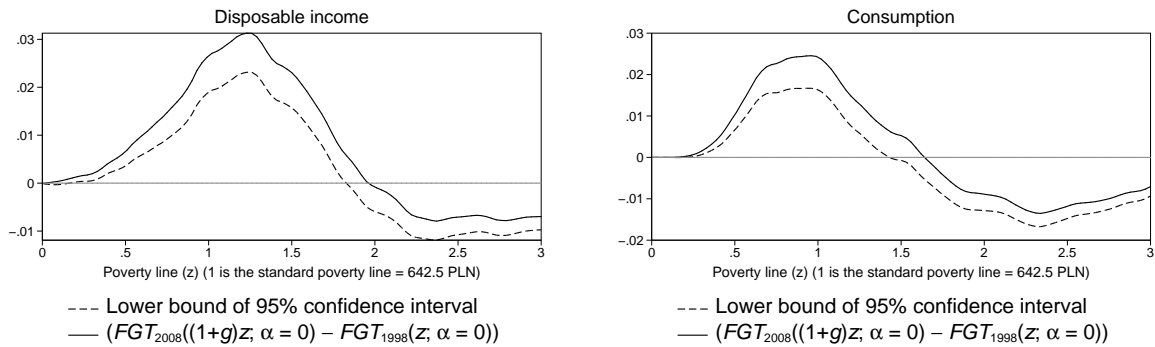 Disposable income
.03
.02
.01
0
–.01
0 .5 1 1.5 2 2.5 3
Poverty line (z) (1 is the standard poverty line = 642.5 PLN)
Lower bound of 95% confidence interval
(FGT2008((1+g)z; α = 0) – FGT1998(z; α = 0))
Consumption
.03
.02
.01
0
–.01
–.02
0 .5 1 1.5 2 2.5 3
Poverty line (z) (1 is the standard poverty line = 642.5 PLN)
Lower bound of 95% confidence interval
(FGT2008((1+g)z; α = 0) – FGT1998(z; α = 0))